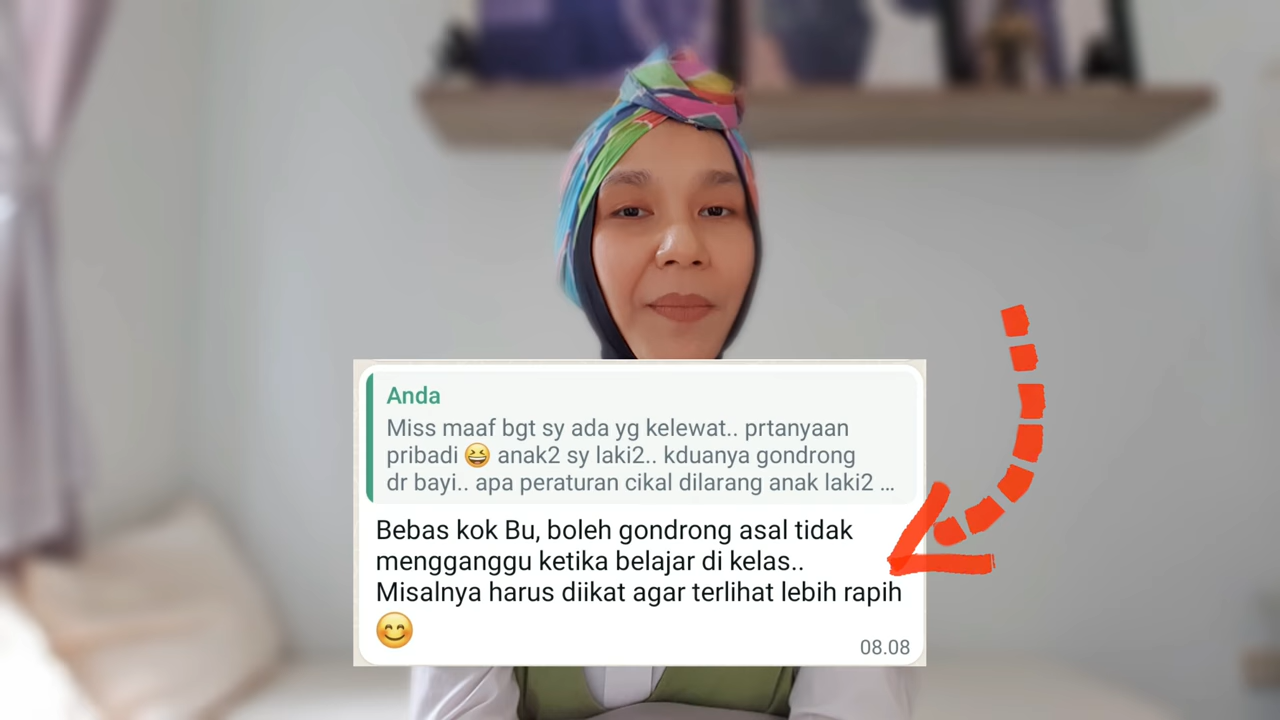 Anda
Miss maaf bgt sy ada yg kelewat.. prtanyaan
pribadi 😆 anak2 sy laki2.. kduanya gondrong
dr bayi.. apa peraturan cikal dilarang anak laki2 ...
Bebas kok Bu, boleh gondrong asal tidak
mengganggu ketika belajar di kelas..
Misalnya harus diikat agar terlihat lebih rapih
😊
08.08